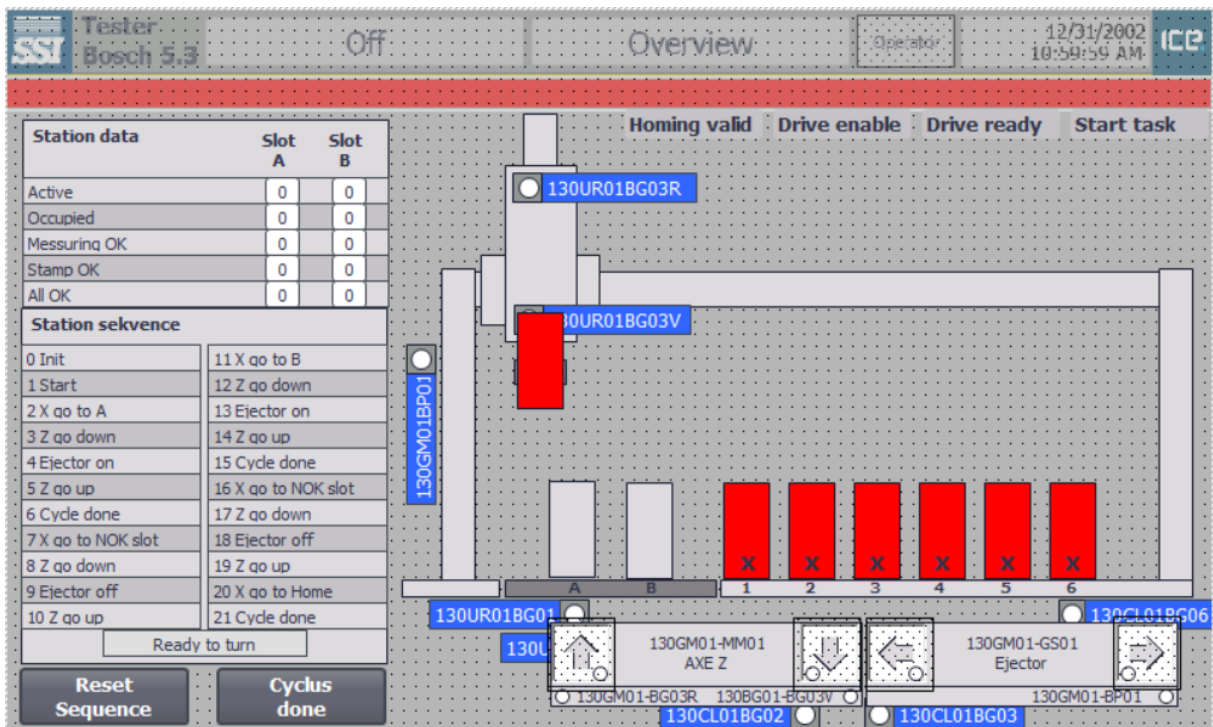 SSI
Tester
Bosch 5.3
Off
Overview
Operator
12/31/2002
10:59:59 AM
ICE
Homing valid
Drive enable
Drive ready
Start task
Station data
Slot A
Slot B
Active 0 0
Occupied 0 0
Messuring OK 0 0
Stamp OK 0 0
All OK 0 0
Station sekvence
0 Init
1 Start
2 X go to A
3 Z go down
4 Ejector on
5 Z go up
6 Cycle done
7 X go to NOK slot
8 Z go down
9 Ejector off
10 Z go up
11 X go to B
12 Z go down
13 Ejector on
14 Z go up
15 Cycle done
16 X go to NOK slot
17 Z go down
18 Ejector off
19 Z go up
20 X go to Home
21 Cycle done
Ready to turn
Reset
Sequence
Cyclus
done
130UR01BG03R
130UR01BG03V
130GM01BP01
X X X X X X
A B 1 2 3 4 5 6
130UR01BG01
130CL01BG06
130U
130GM01-MM01
AXE Z
130GM01-GS01
Ejector
130GM01-BG03R
130BG01-BG03V
130GM01-BP01
130CL01BG02
130CL01BG03